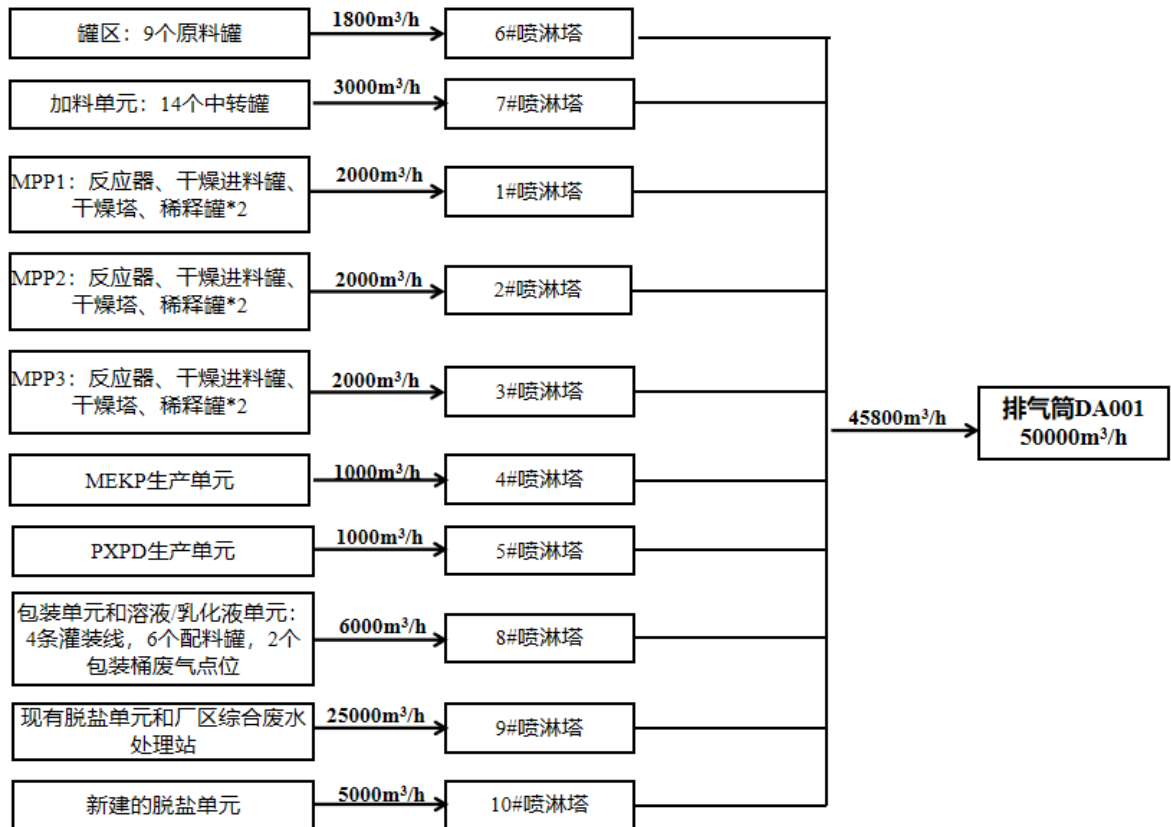 罐区：9个原料罐
1800m³/h
6#喷淋塔
加料单元：14个中转罐
3000m³/h
7#喷淋塔
MPP1：反应器、干燥进料罐、
干燥塔、稀释罐*2
2000m³/h
1#喷淋塔
MPP2：反应器、干燥进料罐、
干燥塔、稀释罐*2
2000m³/h
2#喷淋塔
MPP3：反应器、干燥进料罐、
干燥塔、稀释罐*2
2000m³/h
3#喷淋塔
45800m³/h
排气筒DA001
50000m³/h
MEKP生产单元
1000m³/h
4#喷淋塔
PXPD生产单元
1000m³/h
5#喷淋塔
包装单元和溶液/乳化液单元：
4条灌装线，6个配料罐，2个
包装桶废气点位
6000m³/h
8#喷淋塔
现有脱盐单元和厂区综合废水
处理站
25000m³/h
9#喷淋塔
新建的脱盐单元
5000m³/h
10#喷淋塔